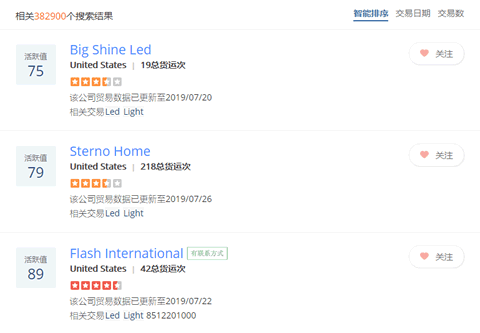 相关382900个搜索结果
智能排序 交易日期 交易数
活跃值
75
Big Shine Led
United States | 19总货运次
该公司贸易数据已更新至2019/07/20
相关交易Led Light
关注
活跃值
79
Sterno Home
United States | 218总货运次
该公司贸易数据已更新至2019/07/26
相关交易Led Light
关注
活跃值
89
Flash International 有联系方式
United States | 42总货运次
该公司贸易数据已更新至2019/07/22
相关交易Led Light 8512201000
关注